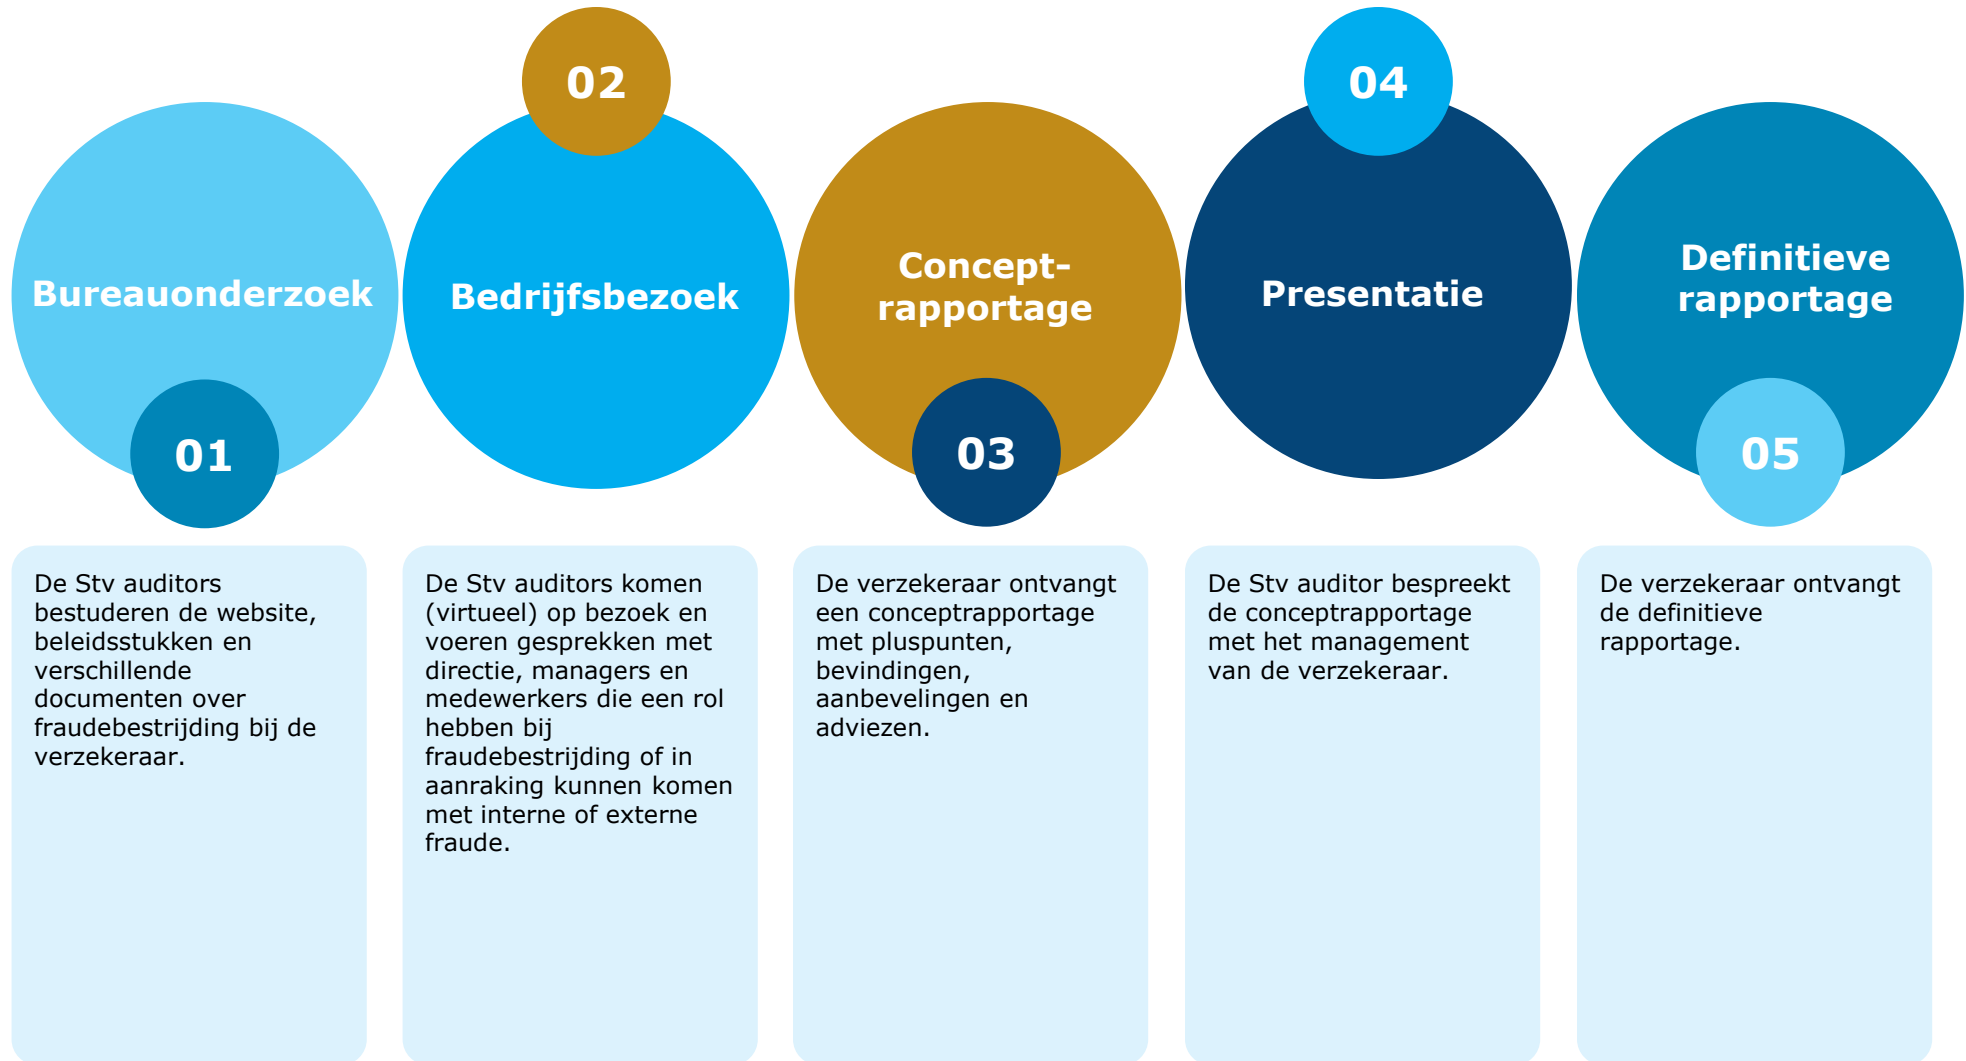 02
04
Bureauonderzoek
Bedrijfsbezoek
Concept-
rapportage
Presentatie
Definitieve
rapportage
01
03
05
De Stv auditors
bestuderen de website,
beleidsstukken en
verschillende
documenten over
fraudebestrijding bij de
verzekeraar.
De Stv auditors komen
(virtueel) op bezoek en
voeren gesprekken met
directie, managers en
medewerkers die een rol
hebben bij
fraudebestrijding of in
aanraking kunnen komen
met interne of externe
fraude.
De verzekeraar ontvangt
een conceptrapportage
met pluspunten,
bevindingen,
aanbevelingen en
adviezen.
De Stv auditor bespreekt
de conceptrapportage
met het management
van de verzekeraar.
De verzekeraar ontvangt
de definitieve
rapportage.